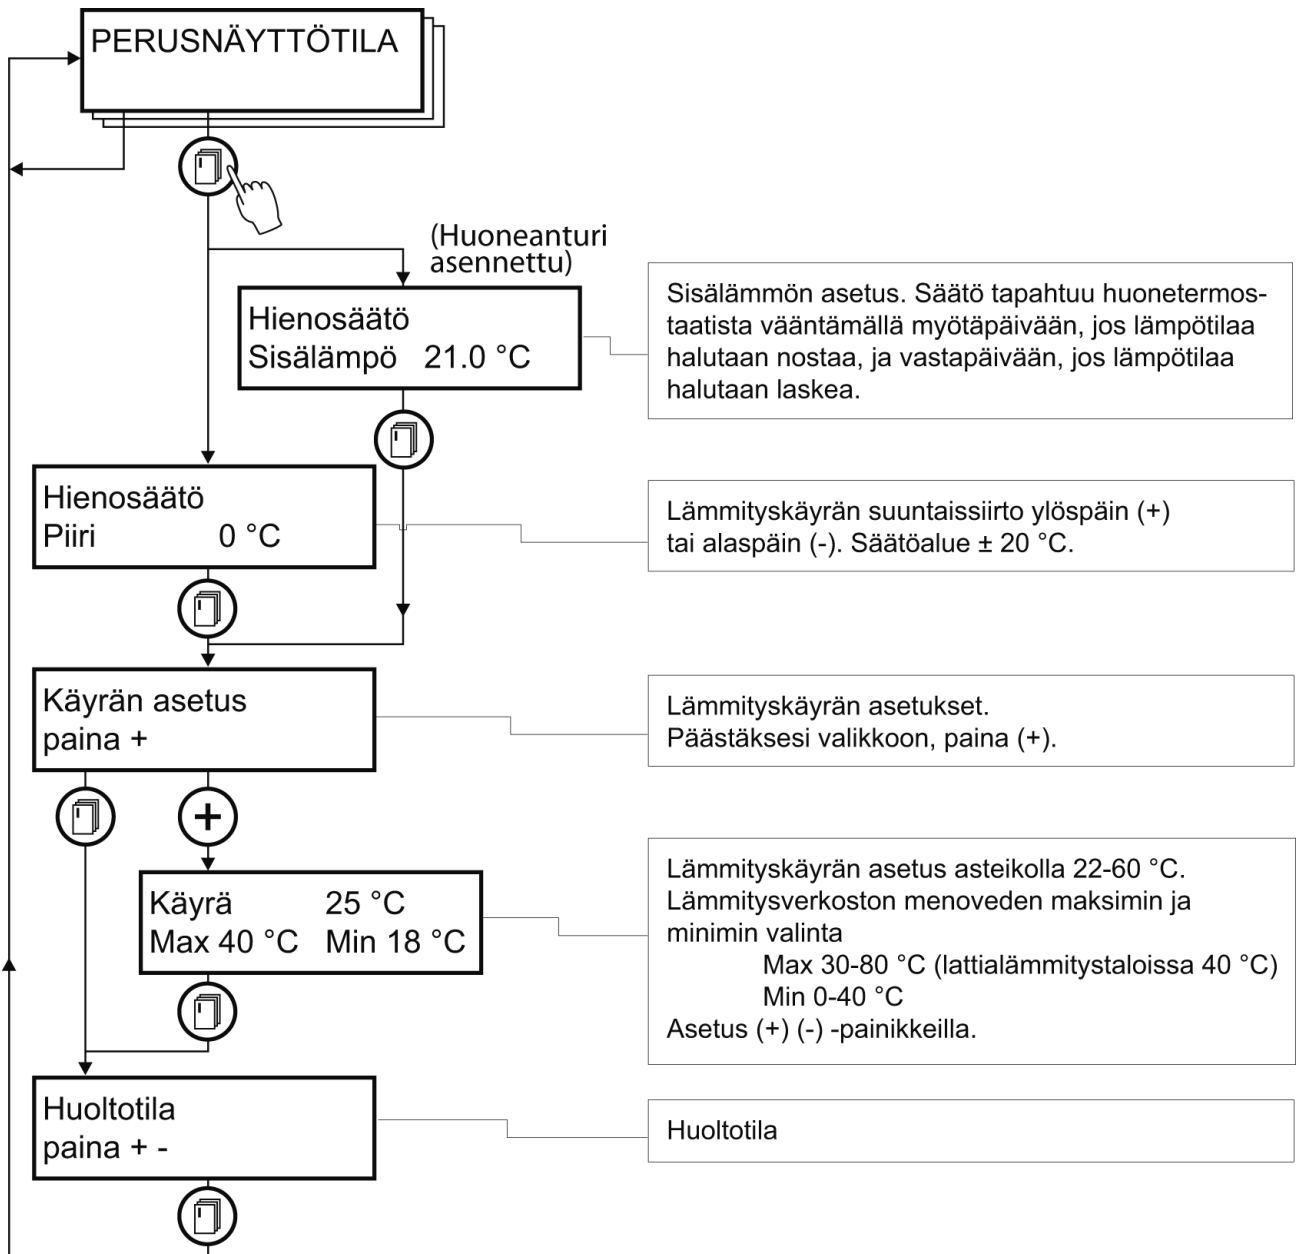 PERUSNÄYTTÖTILA
(Huoneanturi
asennettu)
Hienosäätö
Sisälämpö 21.0 °C
Sisälämmön asetus. Säätö tapahtuu huonetermos-
taatista vääntämällä myötäpäivään, jos lämpötilaa
halutaan nostaa, ja vastapäivään, jos lämpötilaa
halutaan laskea.
Hienosäätö
Piiri 0 °C
Lämmityskäyrän suuntaissiirto ylöspäin (+)
tai alaspäin (-). Säätöalue ± 20 °C.
Käyrän asetus
paina +
Lämmityskäyrän asetukset.
Päästäksesi valikkoon, paina (+).
+
Käyrä 25 °C
Max 40 °C Min 18 °C
Lämmityskäyrän asetus asteikolla 22-60 °C.
Lämmitysverkoston menoveden maksimin ja
minimin valinta
Max 30-80 °C (lattialämmitystaloissa 40 °C)
Min 0-40 °C
Asetus (+) (-) -painikkeilla.
Huoltotila
paina + -
Huoltotila